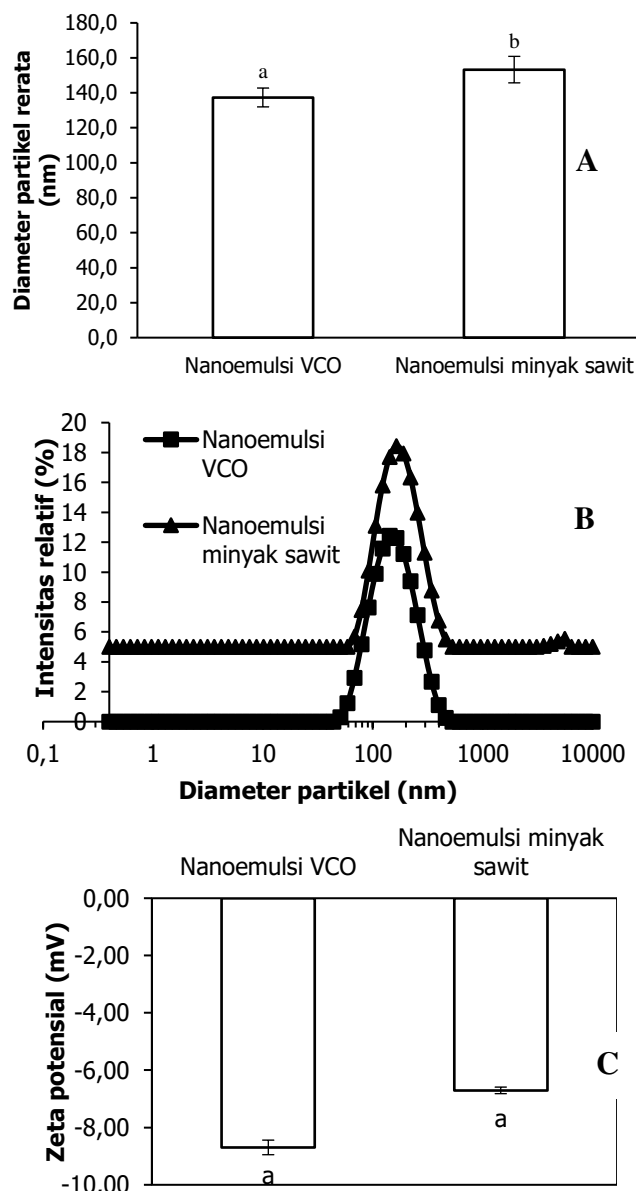 Diameter partikel rerata
(nm)
180,0
160,0
140,0
120,0
100,0
80,0
60,0
40,0
20,0
0,0
a
b
A
Nanoemulsi VCO
Nanoemulsi minyak sawit
Intensitas relatif (%)
20
18
16
14
12
10
8
6
4
2
0
Nanoemulsi
VCO
Nanoemulsi
minyak sawit
B
0,1
1
10
100
1000
10000
Diameter partikel (nm)
Nanoemulsi VCO
Nanoemulsi minyak
sawit
Zeta potensial (mV)
0,00
-2,00
-4,00
-6,00
-8,00
-10,00
a
a
C